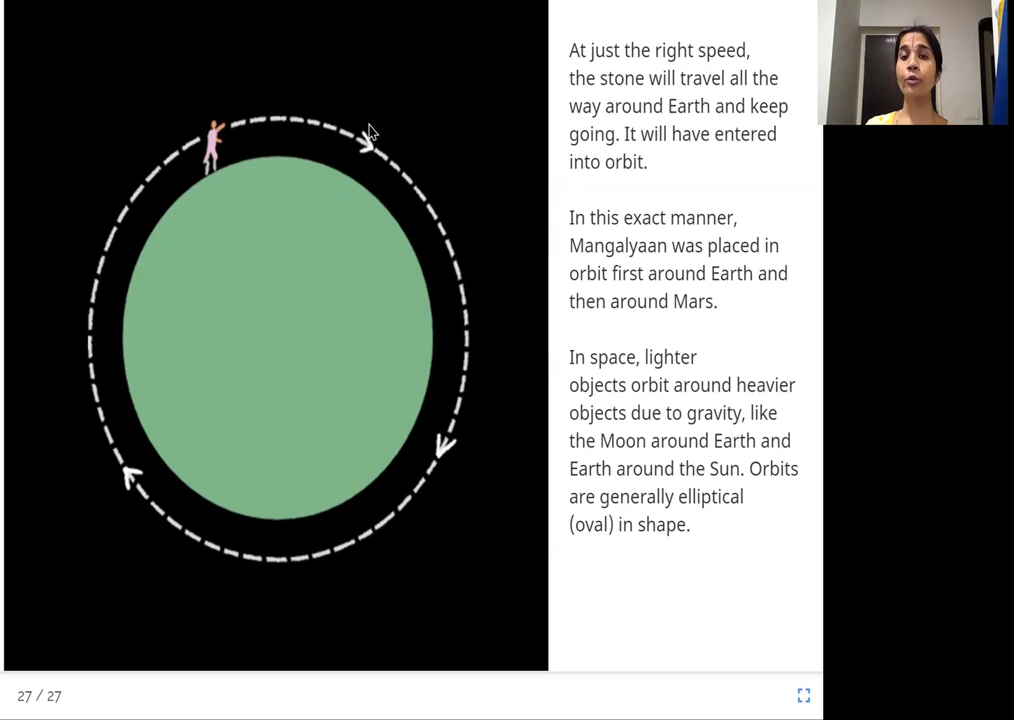 At just the right speed,
the stone will travel all the
way around Earth and keep
going. It will have entered
into orbit.
In this exact manner,
Mangalyaan was placed in
orbit first around Earth and
then around Mars.
In space, lighter
objects orbit around heavier
objects due to gravity, like
the Moon around Earth and
Earth around the Sun. Orbits
are generally elliptical
(oval) in shape.
27 / 27